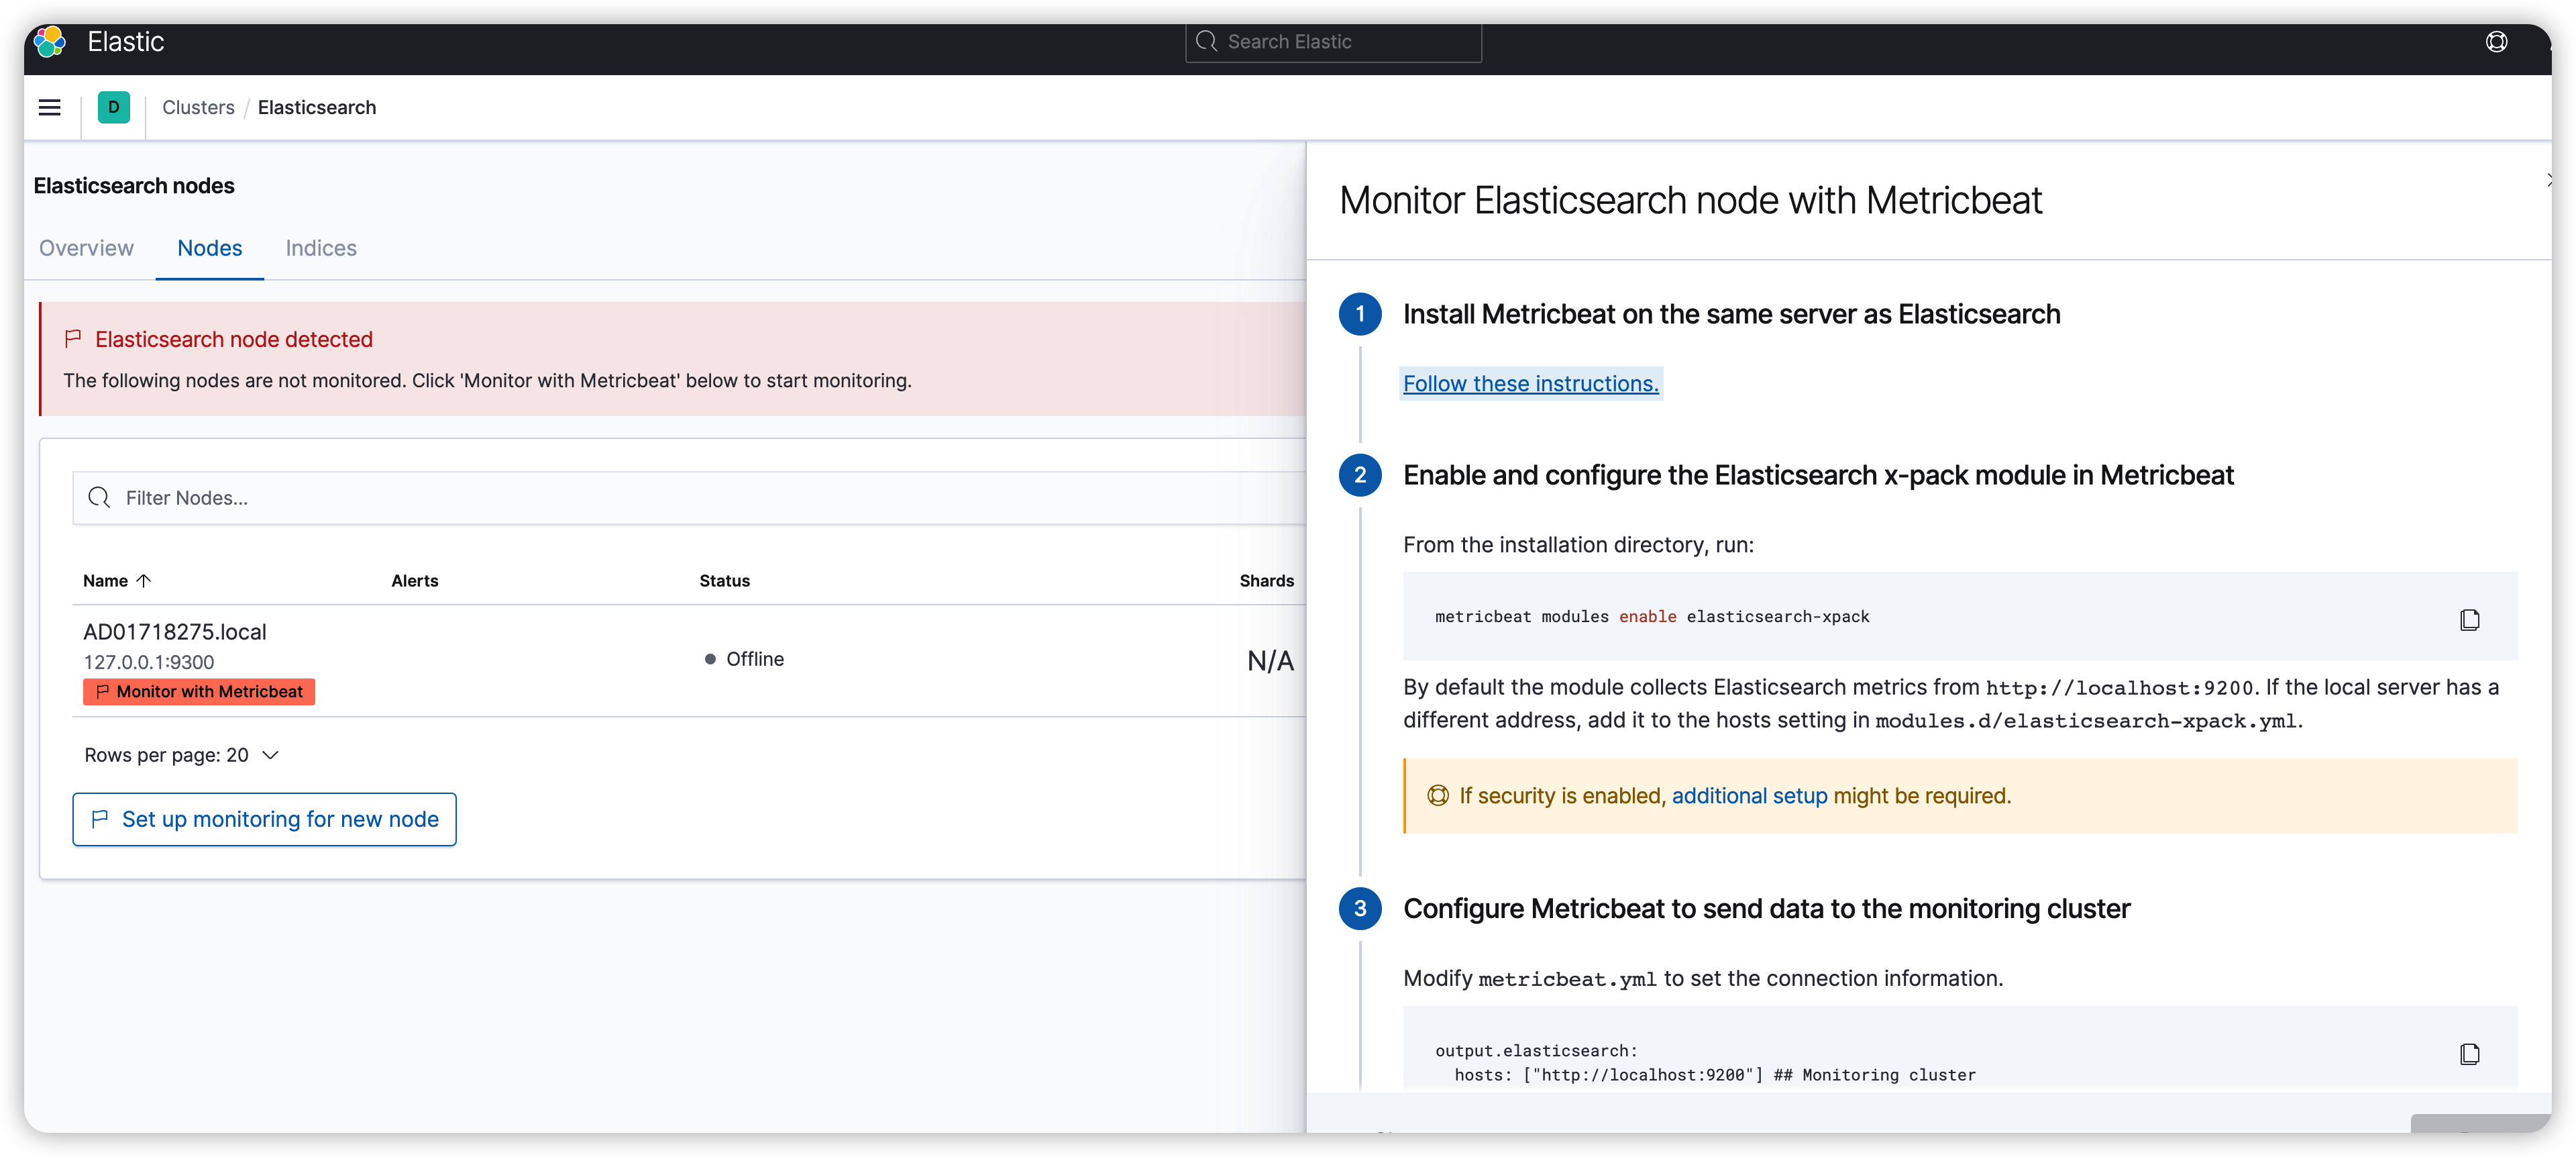 Elastic
Search Elastic
D
Clusters / Elasticsearch
Elasticsearch nodes
Overview Nodes Indices
Elasticsearch node detected
The following nodes are not monitored. Click 'Monitor with Metricbeat' below to start monitoring.
Filter Nodes...
Name Alerts Status Shards
AD01718275.local
127.0.0.1:9300
Monitor with Metricbeat
Offline
N/A
Rows per page: 20
Set up monitoring for new node
Monitor Elasticsearch node with Metricbeat
1 Install Metricbeat on the same server as Elasticsearch
Follow these instructions.
2 Enable and configure the Elasticsearch x-pack module in Metricbeat
From the installation directory, run:
metricbeat modules enable elasticsearch-xpack
By default the module collects Elasticsearch metrics from http://localhost:9200. If the local server has a
different address, add it to the hosts setting in modules.d/elasticsearch-xpack.yml.
If security is enabled, additional setup might be required.
3 Configure Metricbeat to send data to the monitoring cluster
Modify metricbeat.yml to set the connection information.
output.elasticsearch:
hosts: ["http://localhost:9200"] ## Monitoring cluster